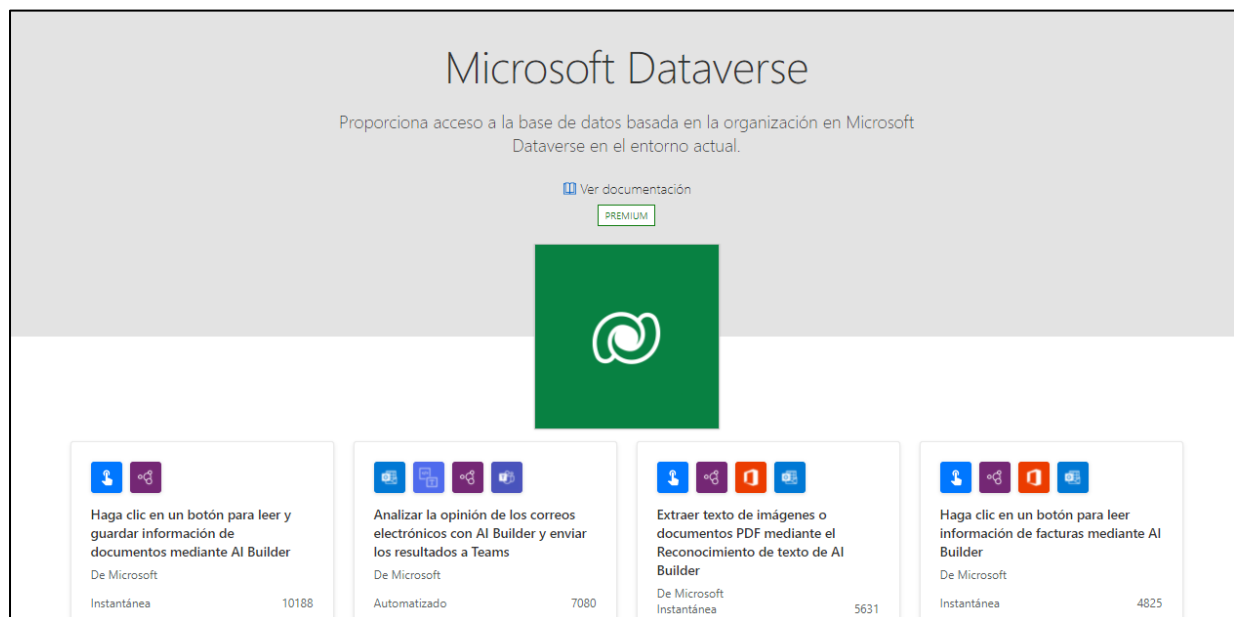 Microsoft Dataverse
Proporciona acceso a la base de datos basada en la organización en Microsoft
Dataverse en el entorno actual.
Ver documentación
PREMIUM
Haga clic en un botón para leer y
guardar información de
documentos mediante AI Builder
De Microsoft
Instantánea 10188
Analizar la opinión de los correos
electrónicos con AI Builder y enviar
los resultados a Teams
De Microsoft
Automatizado 7080
Extraer texto de imágenes o
documentos PDF mediante el
Reconocimiento de texto de AI
Builder
De Microsoft
Instantánea 5631
Haga clic en un botón para leer
información de facturas mediante AI
Builder
De Microsoft
Instantánea 4825